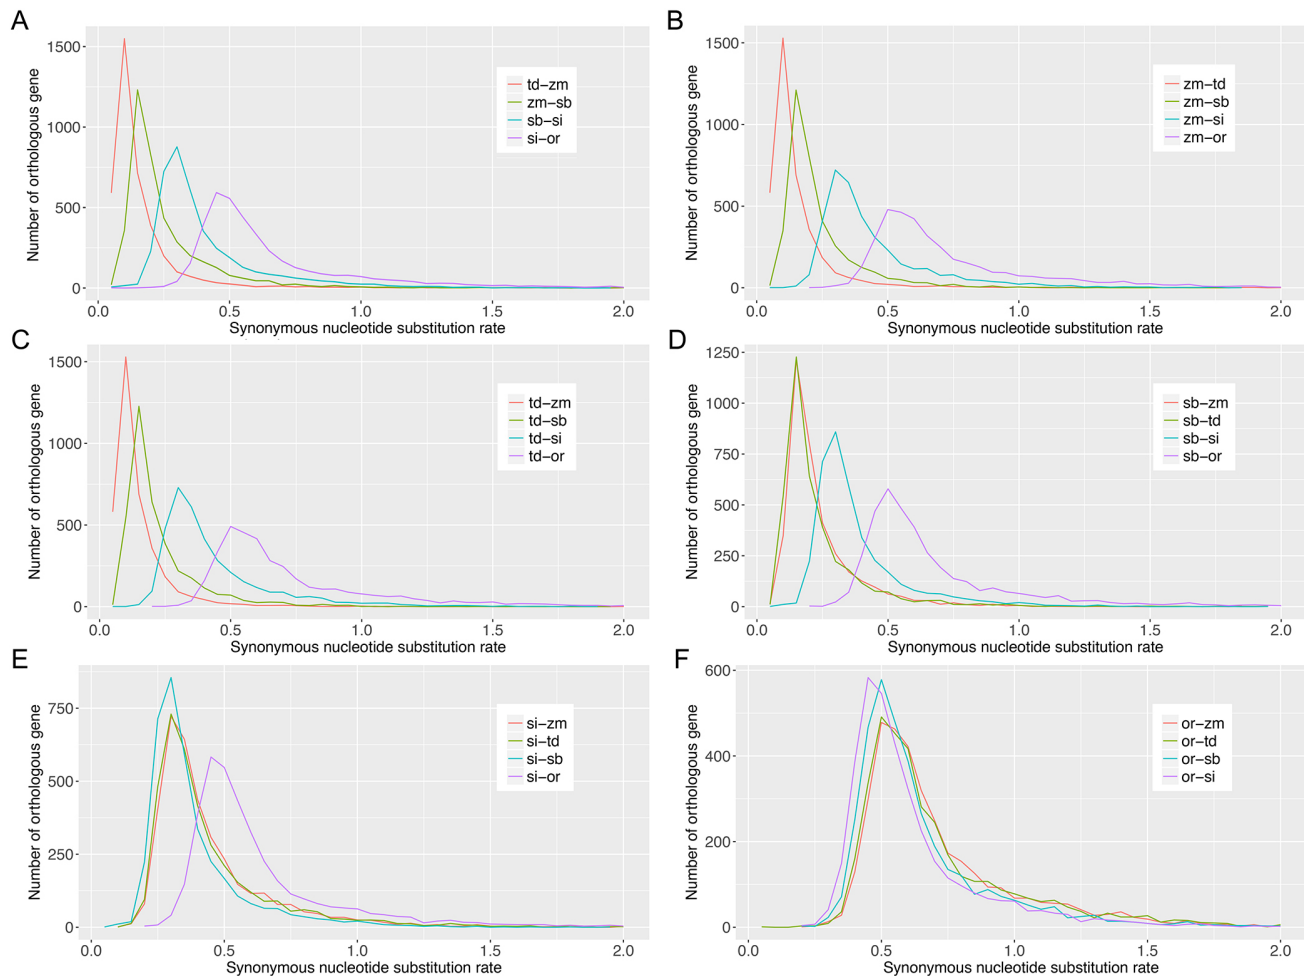 A
Number of orthologous gene
1500
1000
500
0
0.0 0.5 1.0 1.5 2.0
Synonymous nucleotide substitution rate
td-zm
zm-sb
sb-si
si-or
B
Number of orthologous gene
1500
1000
500
0
0.0 0.5 1.0 1.5 2.0
Synonymous nucleotide substitution rate
zm-td
zm-sb
zm-si
zm-or
C
Number of orthologous gene
1500
1000
500
0
0.0 0.5 1.0 1.5 2.0
Synonymous nucleotide substitution rate
td-zm
td-sb
td-si
td-or
D
Number of orthologous gene
1250
1000
750
500
250
0
0.0 0.5 1.0 1.5 2.0
Synonymous nucleotide substitution rate
sb-zm
sb-td
sb-si
sb-or
E
Number of orthologous gene
750
500
250
0
0.0 0.5 1.0 1.5 2.0
Synonymous nucleotide substitution rate
si-zm
si-td
si-sb
si-or
F
Number of orthologous gene
600
400
200
0
0.0 0.5 1.0 1.5 2.0
Synonymous nucleotide substitution rate
or-zm
or-td
or-sb
or-si